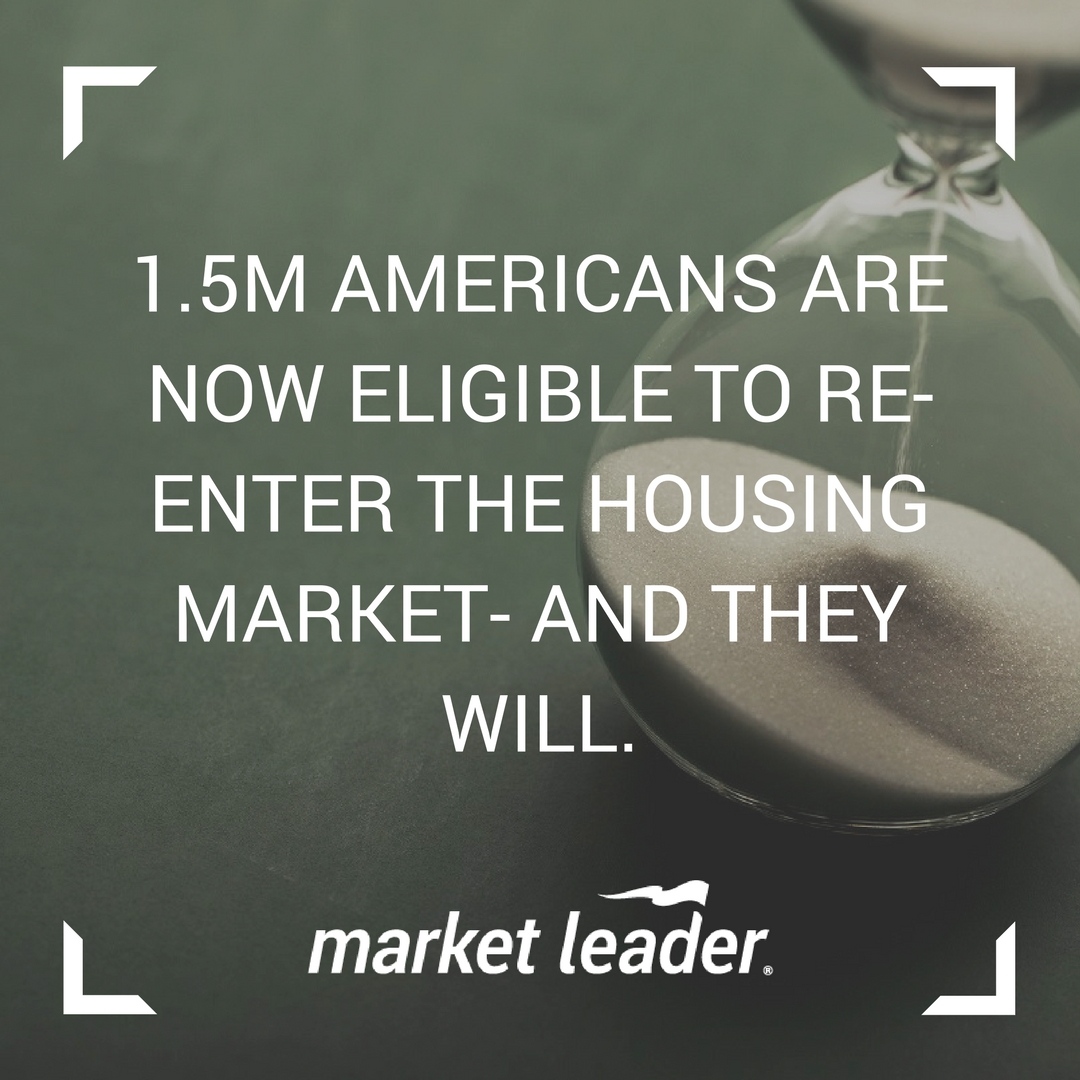 1.5M AMERICANS ARE
NOW ELIGIBLE TO RE-
ENTER THE HOUSING
MARKET- AND THEY
WILL.
market leader®